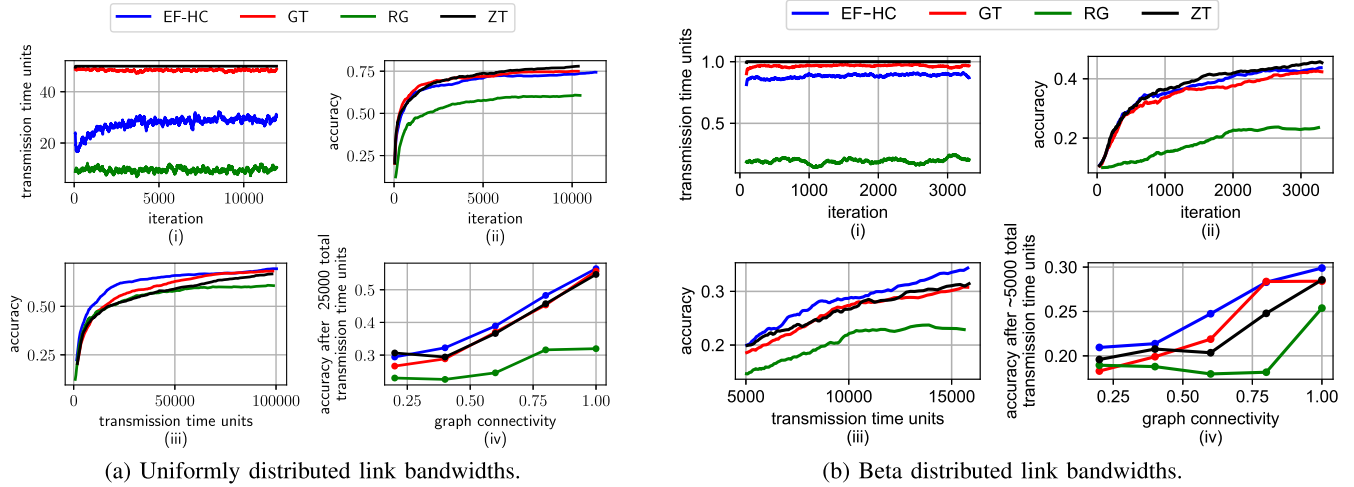 EF-HC GT RG ZT
transmission time units
40
20
0 5000 10000
iteration
(i)
accuracy
0.75
0.50
0.25
0 5000 10000
iteration
(ii)
accuracy
0.50
0.25
0 50000 100000
transmission time units
(iii)
accuracy after 25000 total
transmission time units
0.5
0.4
0.3
0.25 0.50 0.75 1.00
graph connectivity
(iv)
(a) Uniformly distributed link bandwidths.
EF-HC GT RG ZT
transmission time units
1.0
0.5
0 1000 2000 3000
iteration
(i)
accuracy
0.4
0.2
0 1000 2000 3000
iteration
(ii)
accuracy
0.3
0.2
5000 10000 15000
transmission time units
(iii)
accuracy after ~5000 total
transmission time units
0.30
0.25
0.20
0.25 0.50 0.75 1.00
graph connectivity
(iv)
(b) Beta distributed link bandwidths.